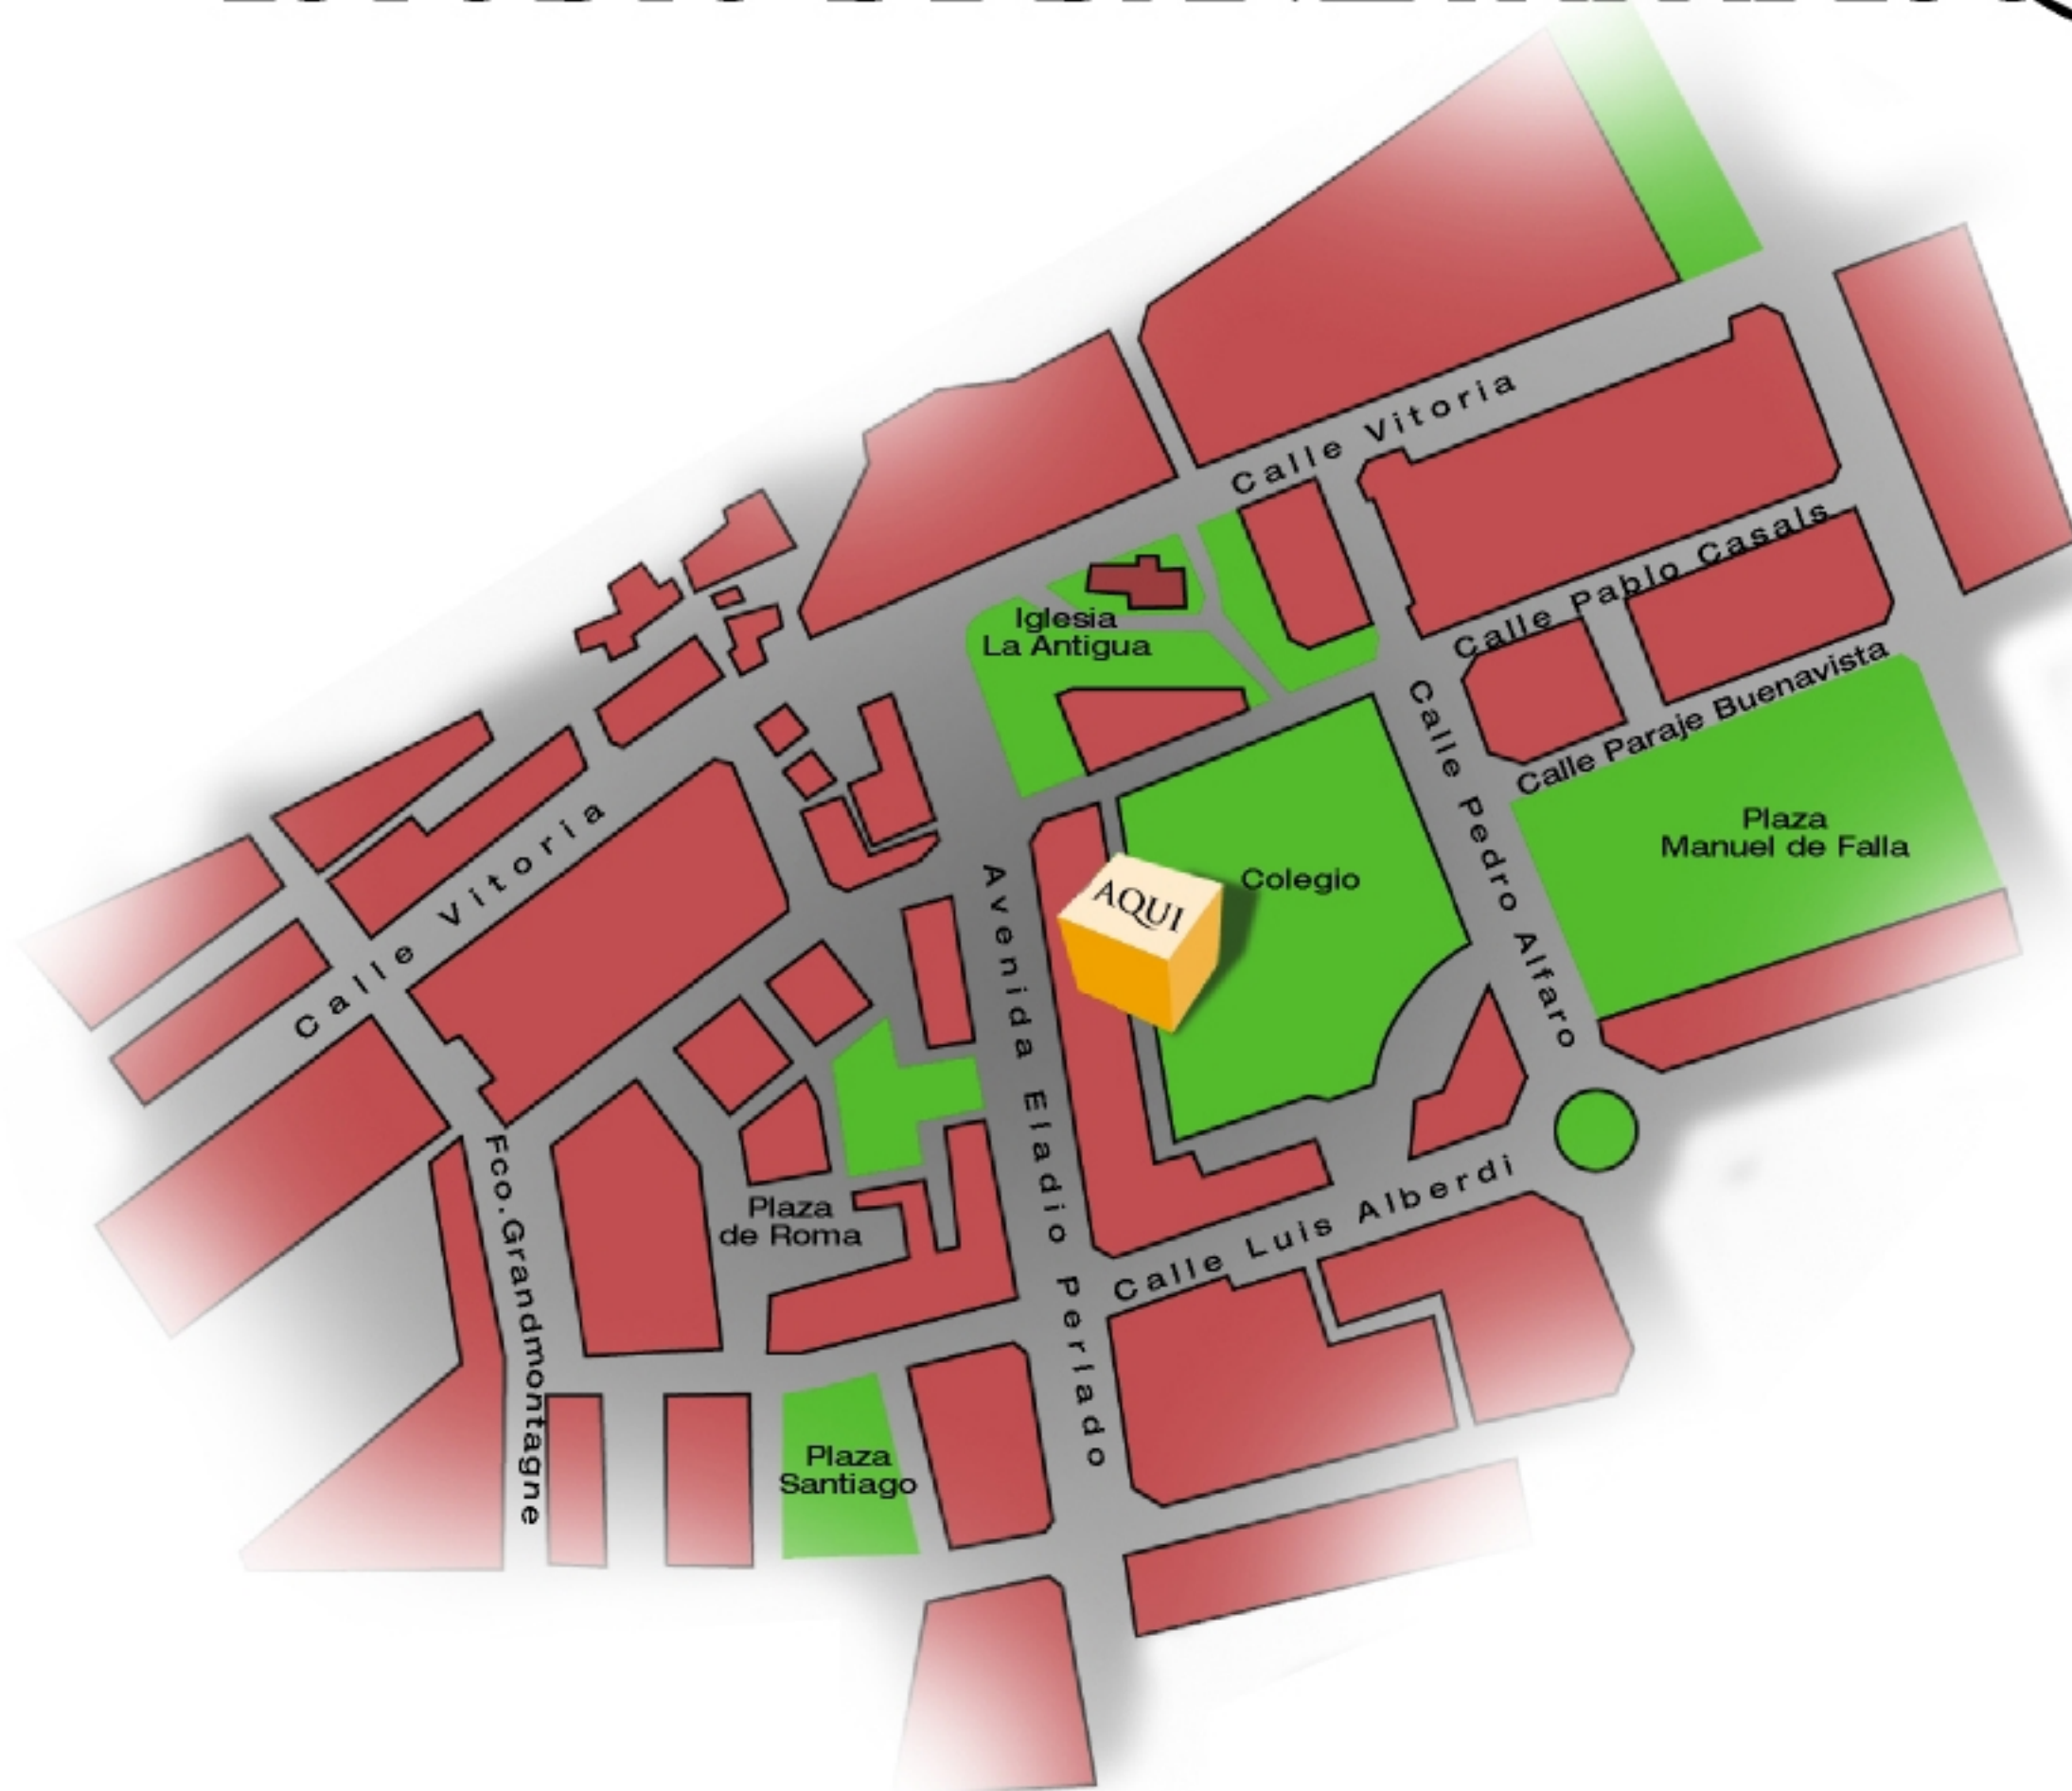 Calle Vitoria
Calle Pablo Casals
Iglesia
La Antigua
Calle Paraje Buenavista
Calle Pedro Alfaro
Plaza
Manuel de Falla
Calle Vitoria
Colegio
AQUI
Avenida Eladio Perlado
Fco.Grandmontagne
Plaza
de Roma
Calle Luis Alberdi
Plaza
Santiago